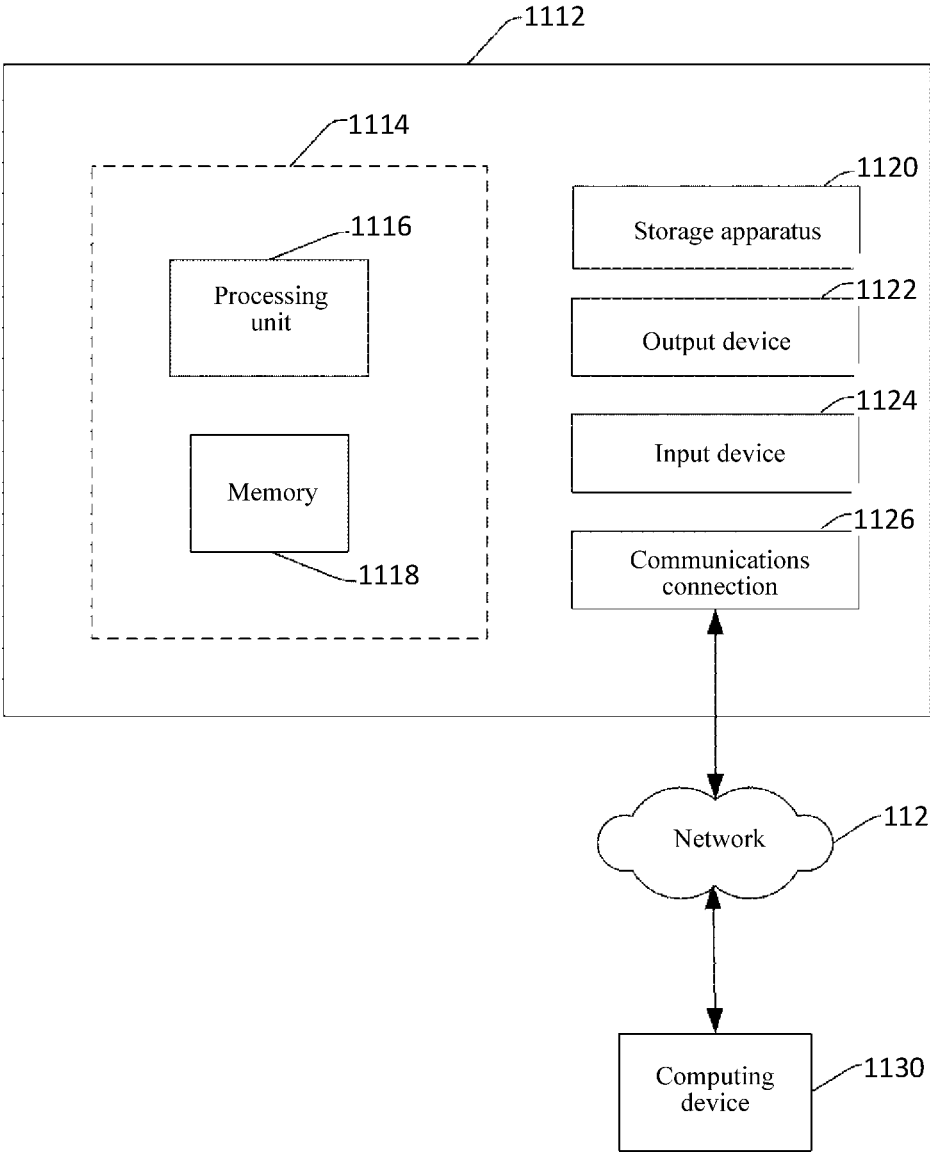 1112
1114
1116
Processing
unit
Memory
1118
1120
Storage apparatus
1122
Output device
1124
Input device
1126
Communications
connection
Network
112
Computing
device
1130